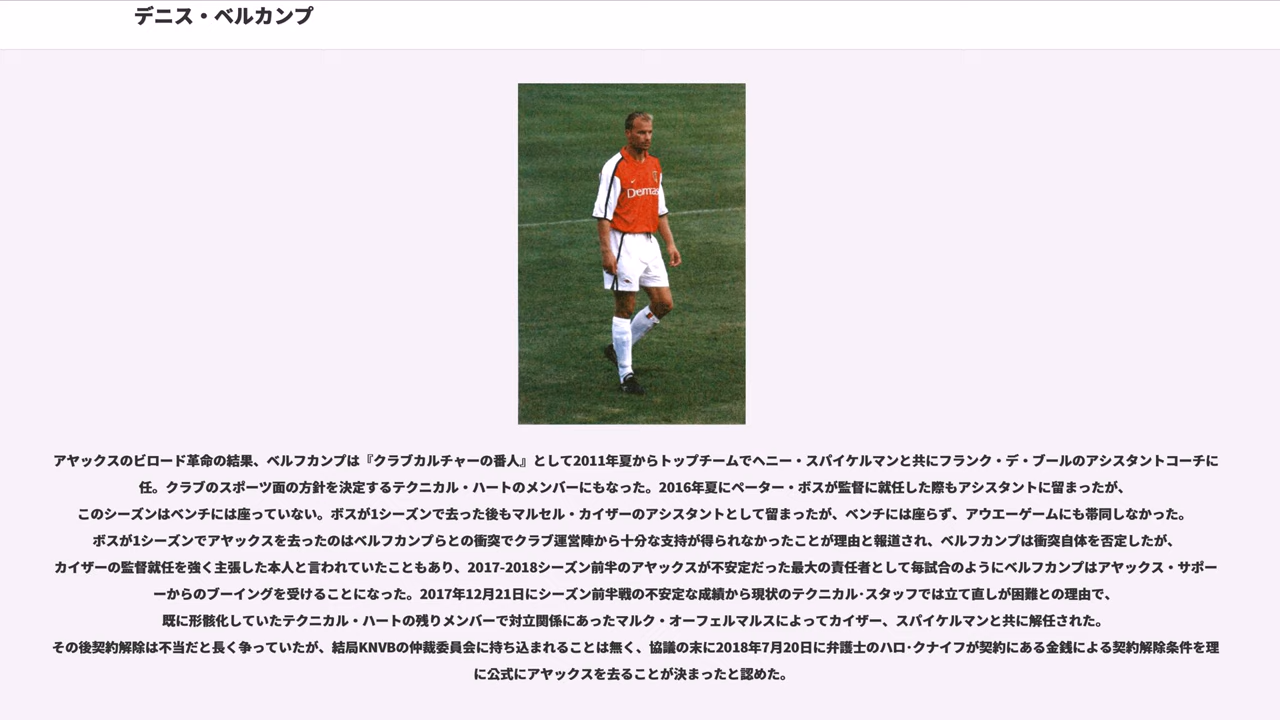 デニス・ベルカンプ
Demas
アヤックスのビロード革命の結果、ベルフカンプは『クラブカルチャーの番人』として2011年夏からトップチームでヘニー・スパイケルマンと共にフランク・デ・ブールのアシスタントコーチに
任。クラブのスポーツ面の方針を決定するテクニカル・ハートのメンバーにもなった。2016年夏にペーター・ボスが監督に就任した際もアシスタントに留まったが、
このシーズンはベンチには座っていない。ボスが1シーズンで去った後もマルセル・カイザーのアシスタントとして留まったが、ベンチには座らず、アウエーゲームにも帯同しなかった。
ボスが1シーズンでアヤックスを去ったのはベルフカンプらとの衝突でクラブ運営陣から十分な支持が得られなかったことが理由と報道され、ベルフカンプは衝突自体を否定したが、
カイザーの監督就任を強く主張した本人と言われていたこともあり、2017-2018シーズン前半のアヤックスが不安定だった最大の責任者として毎試合のようにベルフカンプはアヤックス・サポー
ーからのブーイングを受けることになった。2017年12月21日にシーズン前半戦の不安定な成績から現状のテクニカル·スタッフでは立て直しが困難との理由で、
既に形骸化していたテクニカル・ハートの残りメンバーで対立関係にあったマルク・オーフェルマルスによってカイザー、スパイケルマンと共に解任された。
その後契約解除は不当だと長く争っていたが、結局KNVBの仲裁委員会に持ち込まれることは無く、協議の末に2018年7月20日に弁護士のハロ·クナイフが契約にある金銭による契約解除条件を理
に公式にアヤックスを去ることが決まったと認めた。